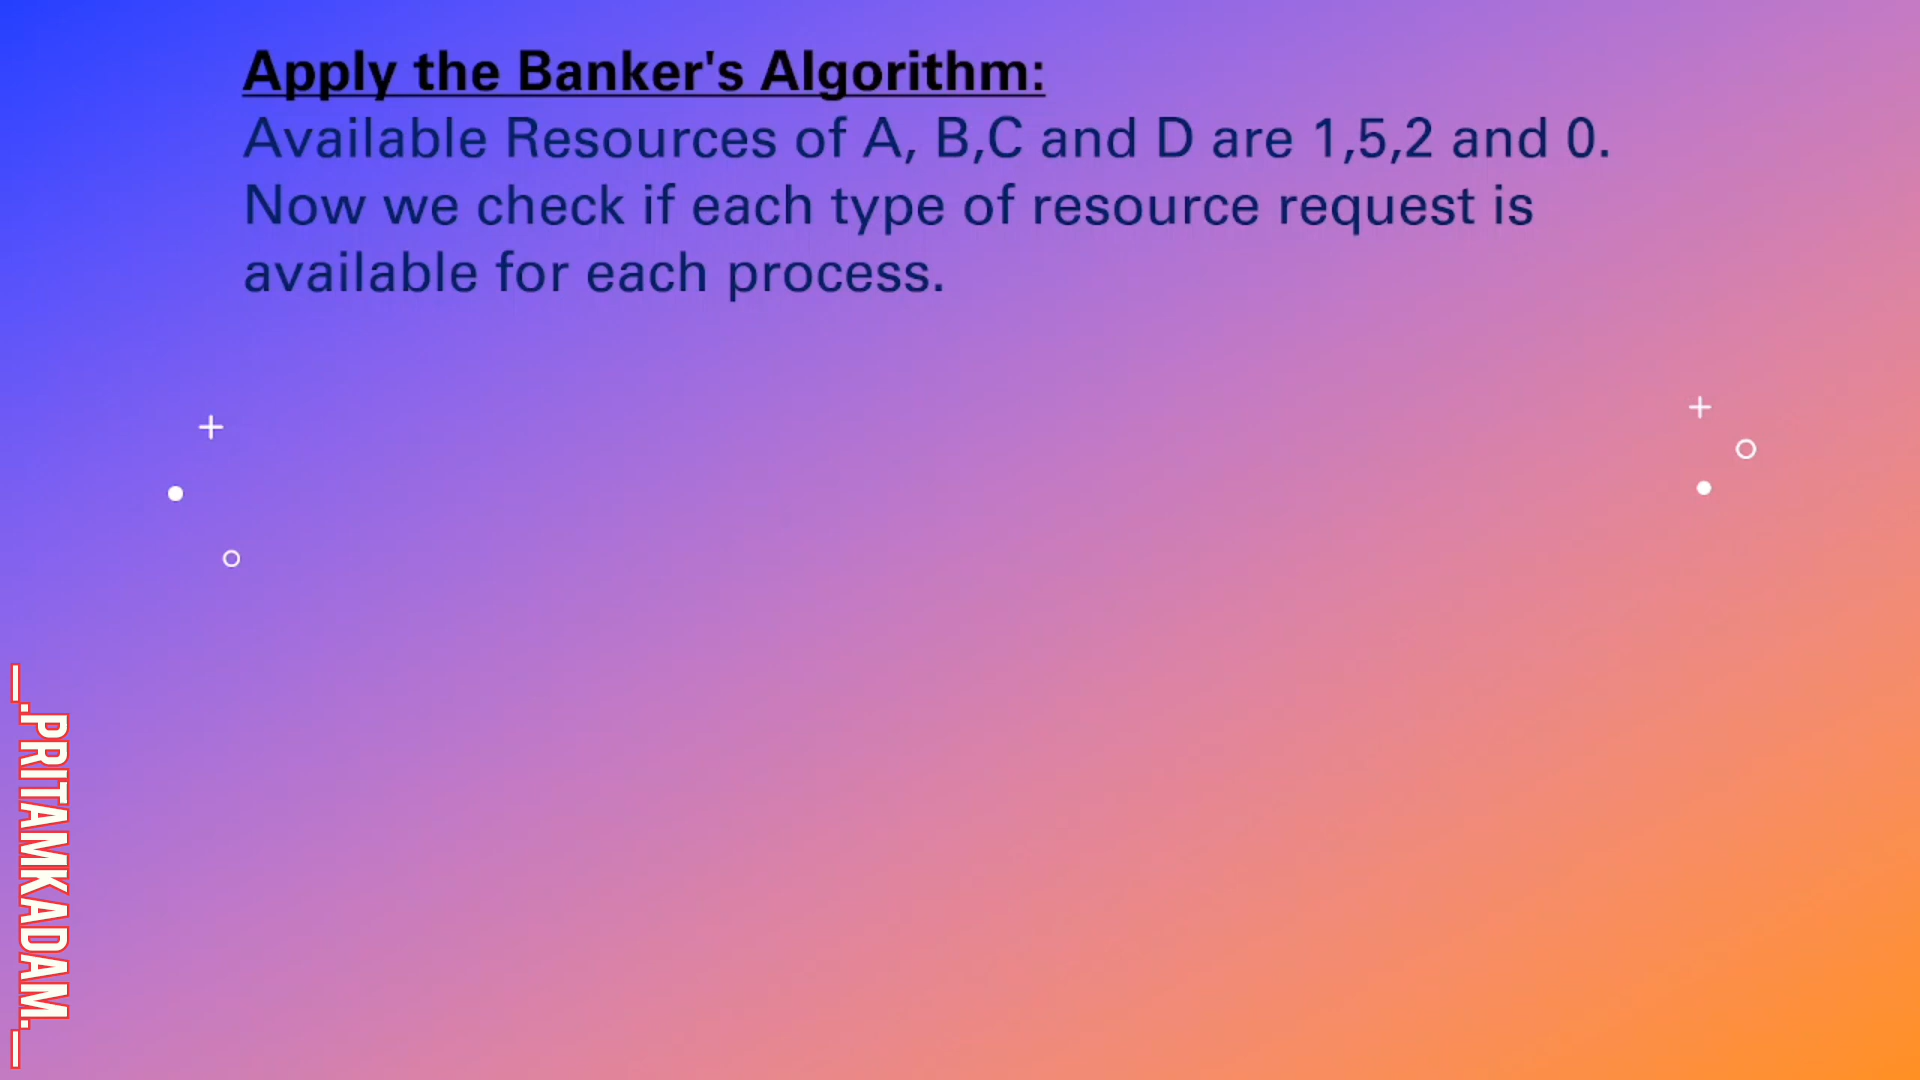 Apply the Banker's Algorithm:
Available Resources of A, B,C and D are 1,5,2 and 0.
Now we check if each type of resource request is
available for each process.
_.PRITAMKADAM._